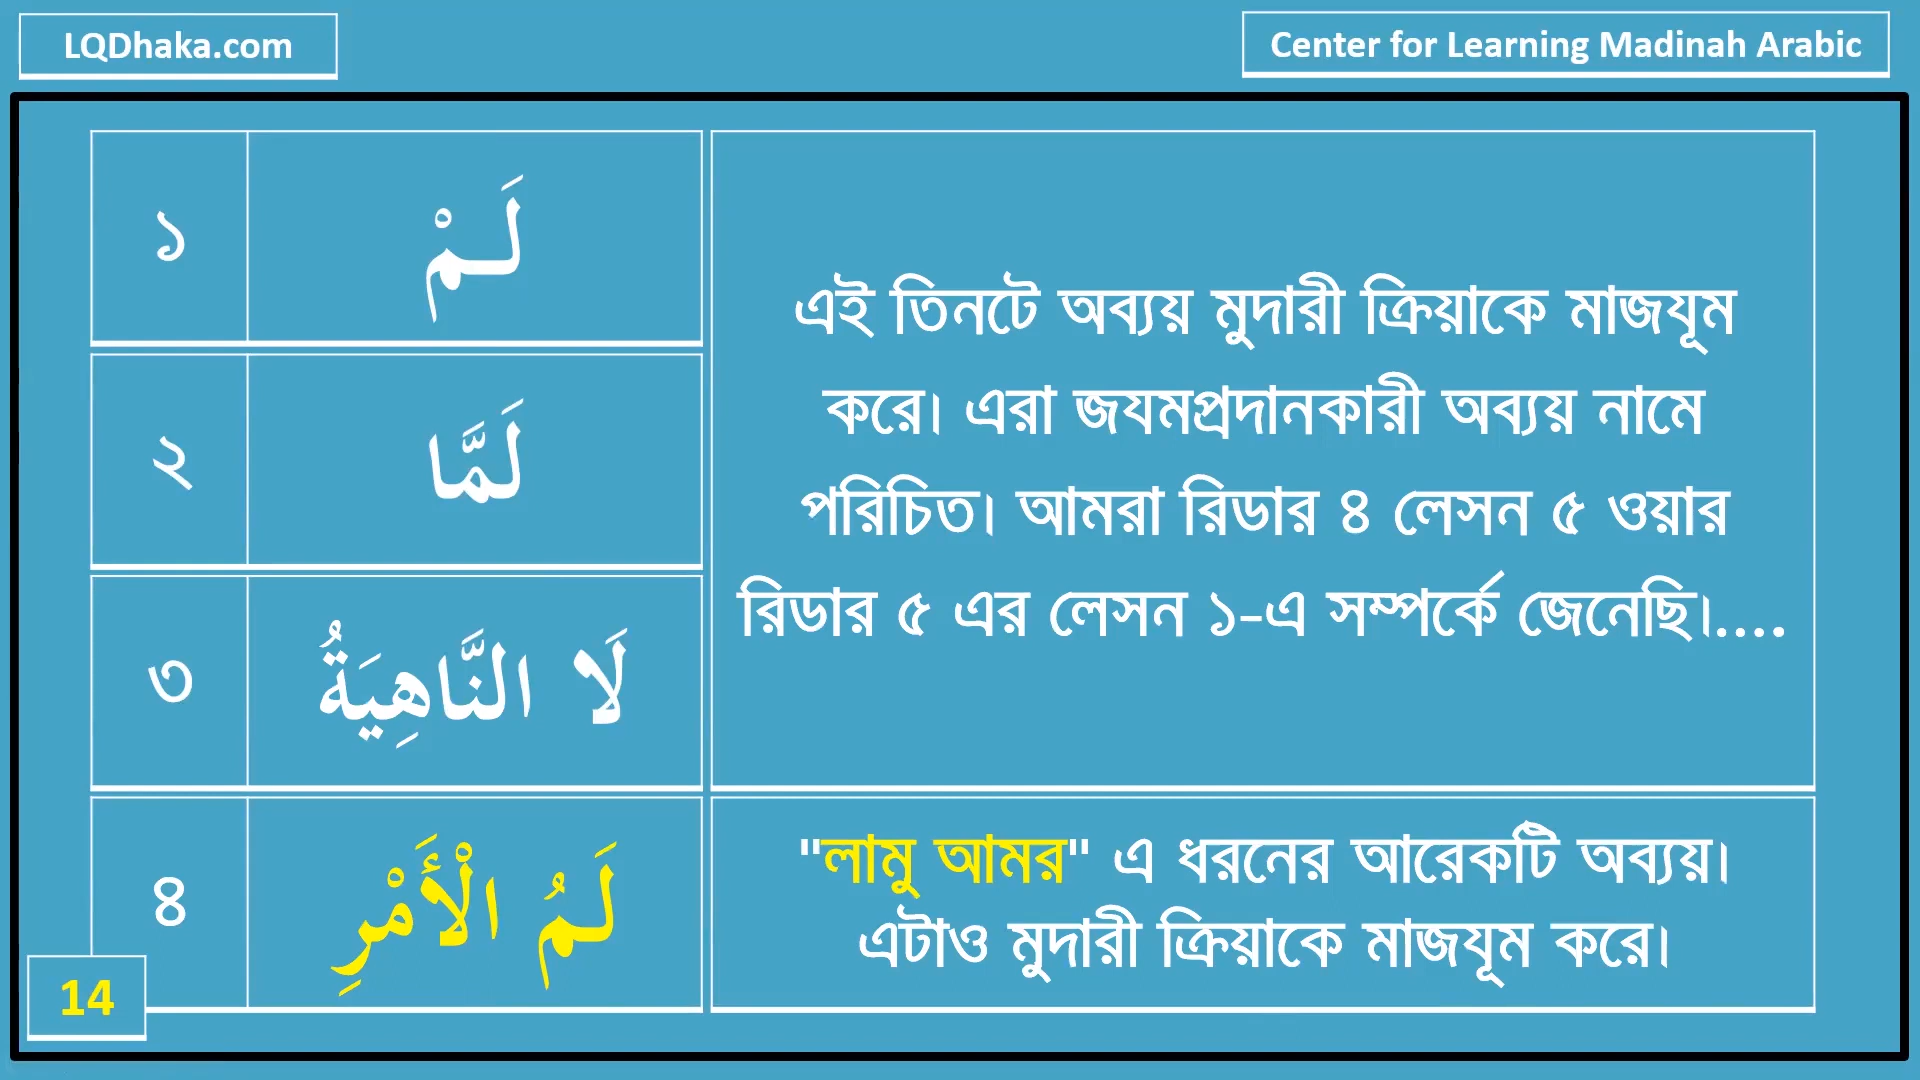 LQDhaka.com
Center for Learning Madinah Arabic
১
لَمْ
২
لَمَّا
৩
لَا النَّاهِيَةُ
এই তিনটে অব্যয় মুদারী ক্রিয়াকে মাজযূম
করে। এরা জযমপ্রদানকারী অব্যয় নামে
পরিচিত। আমরা রিডার ৪ লেসন ৫ ওয়ার
রিডার ৫ এর লেসন ১-এ সম্পর্কে জেনেছি।....
৪
لَمُ الْأَمْرِ
"লামু আমর" এ ধরনের আরেকটি অব্যয়।
এটাও মুদারী ক্রিয়াকে মাজযূম করে।
14